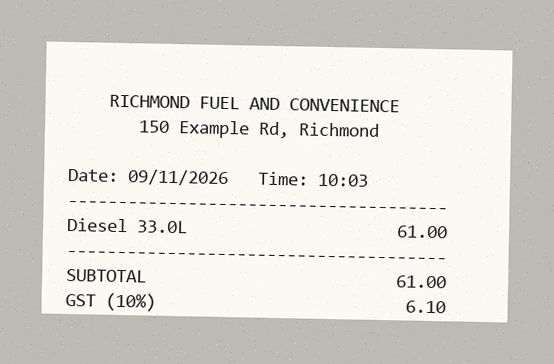 RICHMOND FUEL AND CONVENIENCE
150 Example Rd, Richmond
Date: 09/11/2026   Time: 10:03
--------------------------------------
Diesel 33.0L                     61.00
--------------------------------------
SUBTOTAL                         61.00
GST (10%)                         6.10